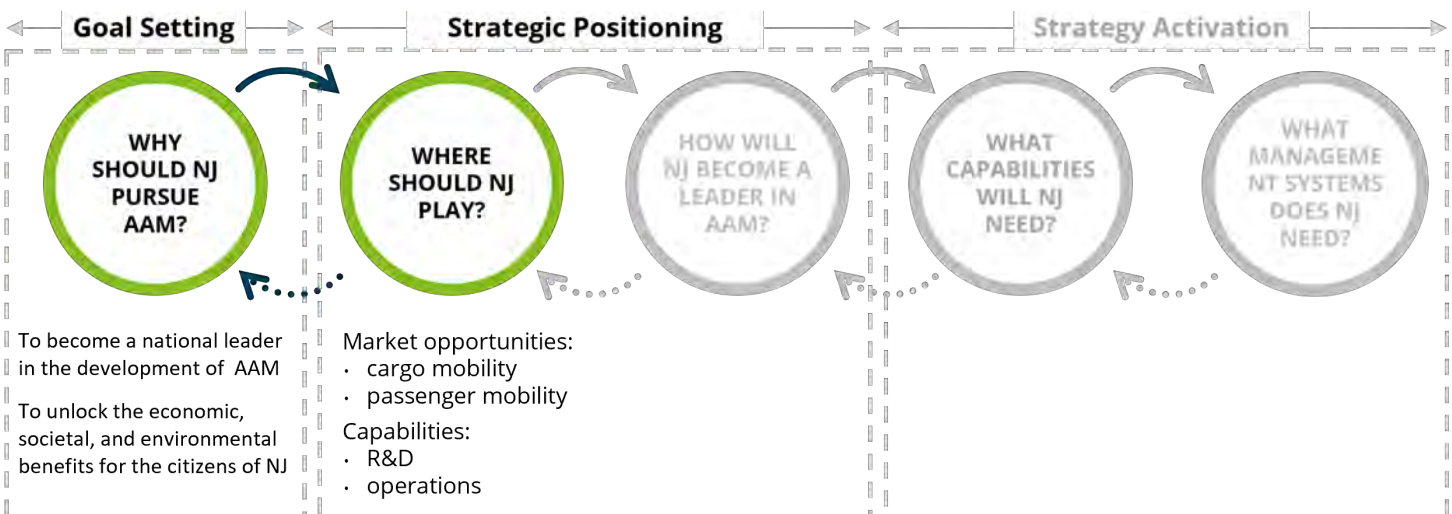 Goal Setting
Strategic Positioning
Strategy Activation
WHY
SHOULD NJ
PURSUE
AAM?
WHERE
SHOULD NJ
PLAY?
HOW WILL
NJ BECOME A
LEADER IN
AAM?
WHAT
CAPABILITIES
WILL NJ
NEED?
WHAT
MANAGEME
NT SYSTEMS
DOES NJ
NEED?
To become a national leader
in the development of AAM
To unlock the economic,
societal, and environmental
benefits for the citizens of NJ
Market opportunities:
· cargo mobility
· passenger mobility
Capabilities:
· R&D
· operations